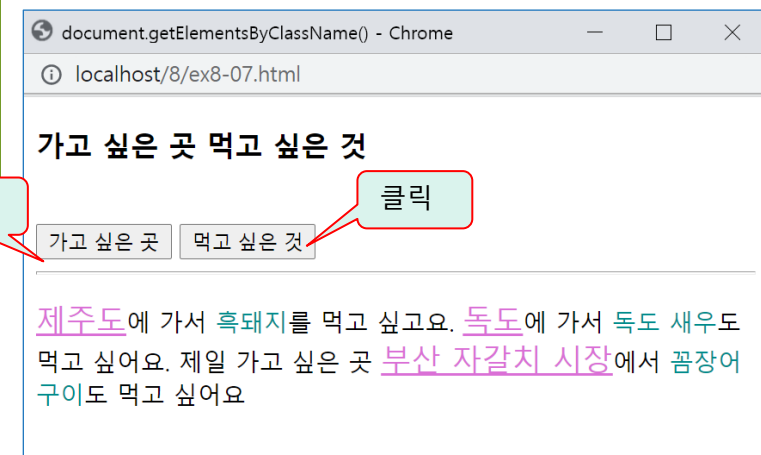 document.getElementsByClassName() - Chrome
localhost/8/ex8-07.html
가고 싶은 곳 먹고 싶은 것
클릭
가고 싶은 곳 먹고 싶은 것
제주도에 가서 흑돼지를 먹고 싶고요. 독도에 가서 독도 새우도
먹고 싶어요. 제일 가고 싶은 곳 부산 자갈치 시장에서 꼼장어
구이도 먹고 싶어요